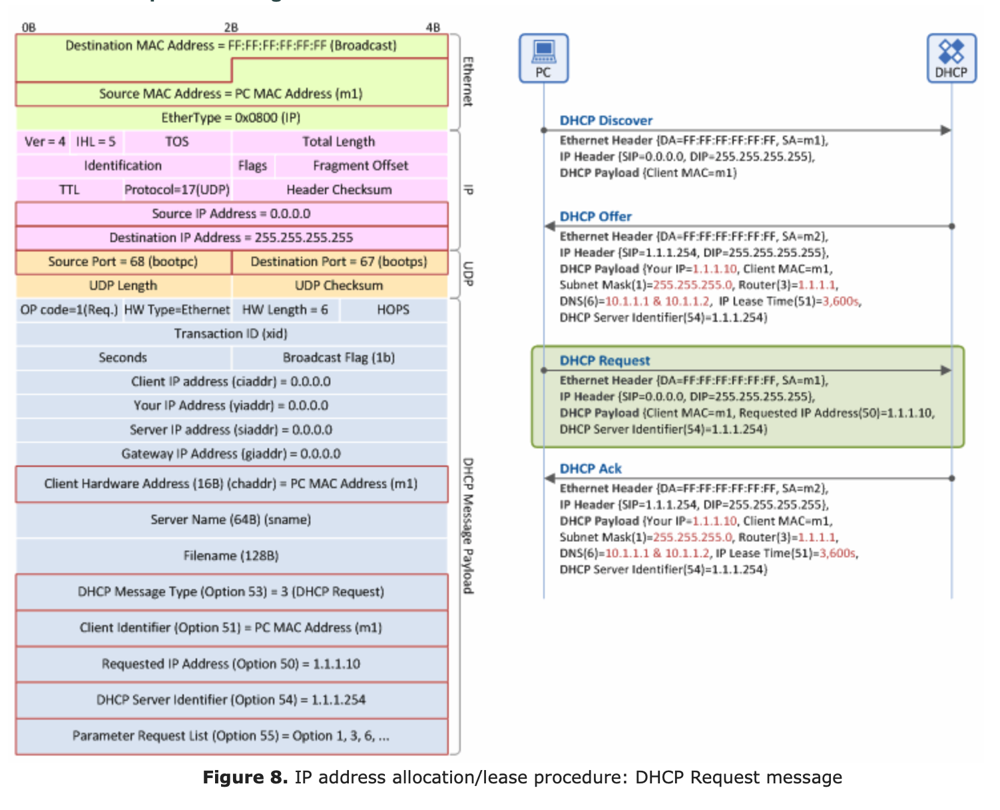 0B 2B 4B
Destination MAC Address = FF:FF:FF:FF:FF:FF (Broadcast)
Source MAC Address = PC MAC Address (m1)
EtherType = 0x0800 (IP)
Ethernet
Ver = 4 IHL = 5 TOS Total Length
Identification Flags Fragment Offset
TTL Protocol=17(UDP) Header Checksum
Source IP Address = 0.0.0.0
Destination IP Address = 255.255.255.255
IP
Source Port = 68 (bootpc) Destination Port = 67 (bootps)
UDP Length UDP Checksum
UDP
OP code=1(Req.) HW Type=Ethernet HW Length = 6 HOPS
Transaction ID (xid)
Seconds Broadcast Flag (1b)
Client IP address (ciaddr) = 0.0.0.0
Your IP Address (yiaddr) = 0.0.0.0
Server IP address (siaddr) = 0.0.0.0
Gateway IP Address (giaddr) = 0.0.0.0
Client Hardware Address (16B) (chaddr) = PC MAC Address (m1)
Server Name (64B) (sname)
Filename (128B)
DHCP Message Type (Option 53) = 3 (DHCP Request)
Client Identifier (Option 51) = PC MAC Address (m1)
Requested IP Address (Option 50) = 1.1.1.10
DHCP Server Identifier (Option 54) = 1.1.1.254
Parameter Request List (Option 55) = Option 1, 3, 6, ...
DHCP Message Payload
PC
DHCP
DHCP Discover
Ethernet Header {DA=FF:FF:FF:FF:FF:FF, SA=m1},
IP Header {SIP=0.0.0.0, DIP=255.255.255.255},
DHCP Payload {Client MAC=m1}
DHCP Offer
Ethernet Header {DA=FF:FF:FF:FF:FF:FF, SA=m2},
IP Header {SIP=1.1.1.254, DIP=255.255.255.255},
DHCP Payload {Your IP=1.1.1.10, Client MAC=m1,
Subnet Mask(1)=255.255.255.0, Router(3)=1.1.1.1,
DNS(6)=10.1.1.1 & 10.1.1.2, IP Lease Time(51)=3,600s,
DHCP Server Identifier(54)=1.1.1.254}
DHCP Request
Ethernet Header {DA=FF:FF:FF:FF:FF:FF, SA=m1},
IP Header {SIP=0.0.0.0, DIP=255.255.255.255},
DHCP Payload {Client MAC=m1, Requested IP Address(50)=1.1.1.10,
DHCP Server Identifier(54)=1.1.1.254}
DHCP Ack
Ethernet Header {DA=FF:FF:FF:FF:FF:FF, SA=m2},
IP Header {SIP=1.1.1.254, DIP=255.255.255.255},
DHCP Payload {Your IP=1.1.1.10, Client MAC=m1,
Subnet Mask(1)=255.255.255.0, Router(3)=1.1.1.1,
DNS(6)=10.1.1.1 & 10.1.1.2, IP Lease Time(51)=3,600s,
DHCP Server Identifier(54)=1.1.1.254}
Figure 8. IP address allocation/lease procedure: DHCP Request message